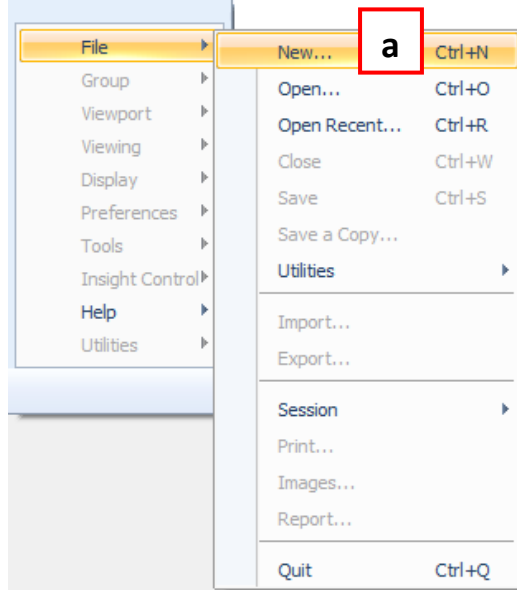 File
Group
Viewport
Viewing
Display
Preferences
Tools
Insight Control
Help
Utilities
New... a Ctrl+N
Open... Ctrl+O
Open Recent... Ctrl+R
Close Ctrl+W
Save Ctrl+S
Save a Copy...
Utilities
Import...
Export...
Session
Print...
Images...
Report...
Quit Ctrl+Q